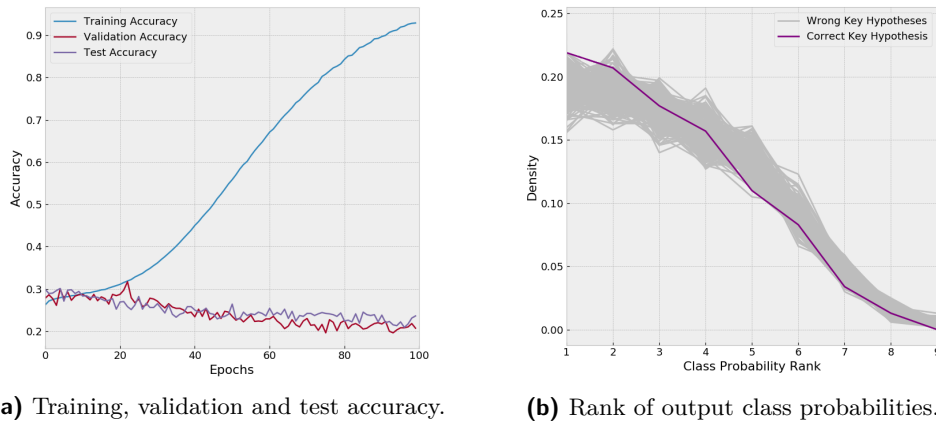 Training Accuracy
Validation Accuracy
Test Accuracy
0.9
0.8
0.7
0.6
0.5
0.4
0.3
0.2
Accuracy
0 20 40 60 80 100
Epochs
Wrong Key Hypotheses
Correct Key Hypothesis
0.25
0.20
0.15
0.10
0.05
0.00
Density
1 2 3 4 5 6 7 8 9
Class Probability Rank
a) Training, validation and test accuracy.
(b) Rank of output class probabilities.